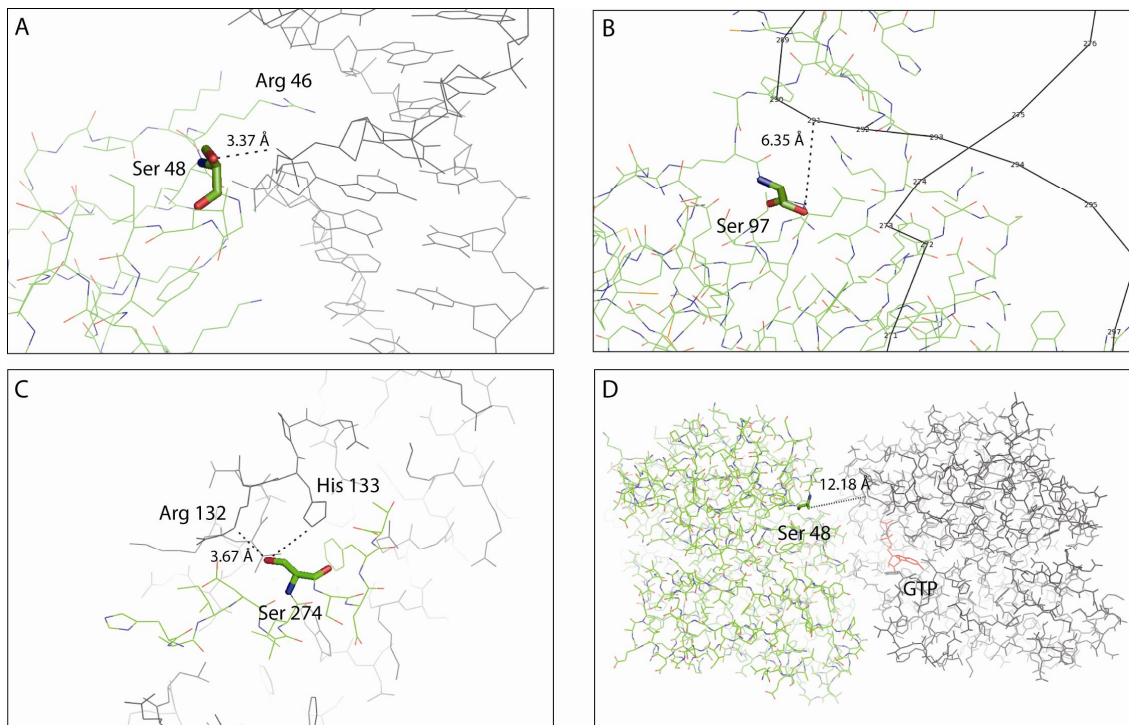 A
Arg 46
3.37 Å
Ser 48
B
289
276
290
291
292
293
275
6.35 Å
294
274
295
Ser 97
273
272
271
297
C
His 133
Arg 132
3.67 Å
Ser 274
D
12.18 Å
Ser 48
GTP